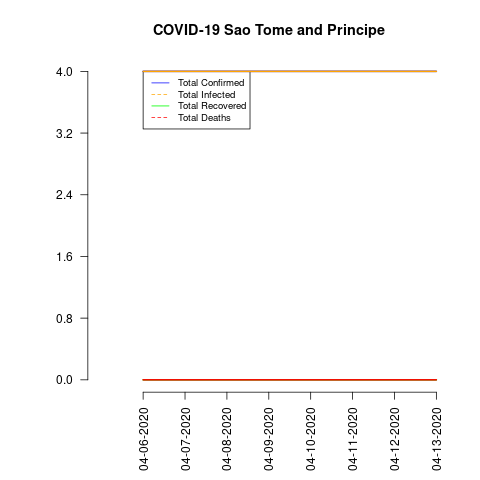 COVID-19 Sao Tome and Principe
4.0
3.2
2.4
1.6
0.8
0.0
Total Confirmed
Total Infected
Total Recovered
Total Deaths
04-06-2020
04-07-2020
04-08-2020
04-09-2020
04-10-2020
04-11-2020
04-12-2020
04-13-2020